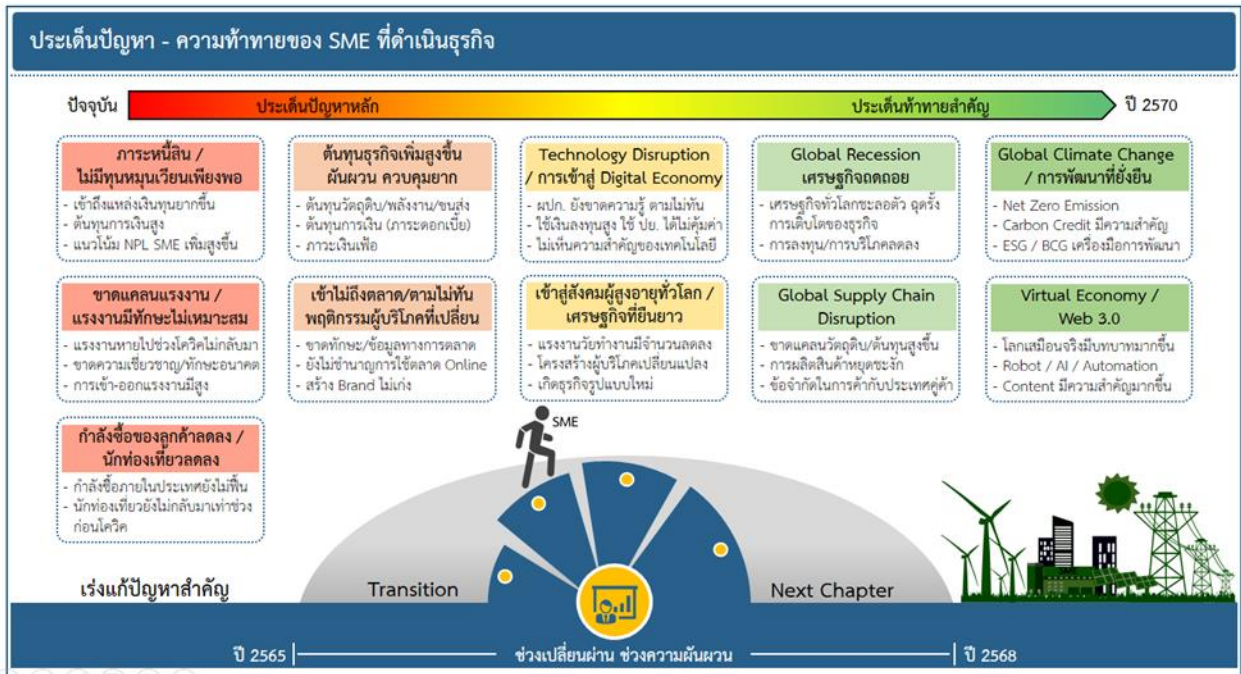 ประเด็นปัญหา - ความท้าทายของ SME ที่ดำเนินธุรกิจ
ปัจจุบัน
ประเด็นปัญหาหลัก
ประเด็นท้าทายสำคัญ
ปี 2570
ภาระหนี้สิน /
ไม่มีทุนหมุนเวียนเพียงพอ
- เข้าถึงแหล่งเงินทุนยากขึ้น
- ต้นทุนการเงินสูง
- แนวโน้ม NPL SME เพิ่มสูงขึ้น
ต้นทุนธุรกิจเพิ่มสูงขึ้น
ผันผวน ควบคุมยาก
- ต้นทุนวัตถุดิบ/พลังงาน/ขนส่ง
- ต้นทุนการเงิน (ภาระดอกเบี้ย)
- ภาวะเงินเฟ้อ
Technology Disruption
/ การเข้าสู่ Digital Economy
- ผปก. ยังขาดความรู้ ตามไม่ทัน
- ใช้เงินลงทุนสูง ใช้ ปย. ได้ไม่คุ้มค่า
- ไม่เห็นความสำคัญของเทคโนโลยี
Global Recession
เศรษฐกิจถดถอย
- เศรษฐกิจทั่วโลกชะลอตัว ฉุดรั้ง
การเติบโตของธุรกิจ
- การลงทุน/การบริโภคลดลง
Global Climate Change
/ การพัฒนาที่ยั่งยืน
- Net Zero Emission
- Carbon Credit มีความสำคัญ
- ESG / BCG เครื่องมือการพัฒนา
ขาดแคลนแรงงาน /
แรงงานมีทักษะไม่เหมาะสม
- แรงงานหายไปช่วงโควิดไม่กลับมา
- ขาดความเชี่ยวชาญ/ทักษะอนาคต
- การเข้า-ออกแรงงานมีสูง
เข้าไม่ถึงตลาด/ตามไม่ทัน
พฤติกรรมผู้บริโภคที่เปลี่ยน
- ขาดทักษะ/ข้อมูลทางการตลาด
- ยังไม่ชำนาญการใช้ตลาด Online
- สร้าง Brand ไม่เก่ง
เข้าสู่สังคมผู้สูงอายุทั่วโลก /
เศรษฐกิจที่ยืนยาว
- แรงงานวัยทำงานมีจำนวนลดลง
- โครงสร้างผู้บริโภคเปลี่ยนแปลง
- เกิดธุรกิจรูปแบบใหม่
Global Supply Chain
Disruption
- ขาดแคลนวัตถุดิบ/ต้นทุนสูงขึ้น
- การผลิตสินค้าหยุดชะงัก
- ข้อจำกัดในการค้ากับประเทศคู่ค้า
Virtual Economy /
Web 3.0
- โลกเสมือนจริงมีบทบาทมากขึ้น
- Robot / AI / Automation
- Content มีความสำคัญมากขึ้น
กำลังซื้อของลูกค้าลดลง /
นักท่องเที่ยวลดลง
- กำลังซื้อภายในประเทศยังไม่ฟื้น
- นักท่องเที่ยวยังไม่กลับมาเท่าช่วง
ก่อนโควิด
SME
เร่งแก้ปัญหาสำคัญ
Transition
Next Chapter
ปี 2565
ช่วงเปลี่ยนผ่าน ช่วงความผันผวน
ปี 2568